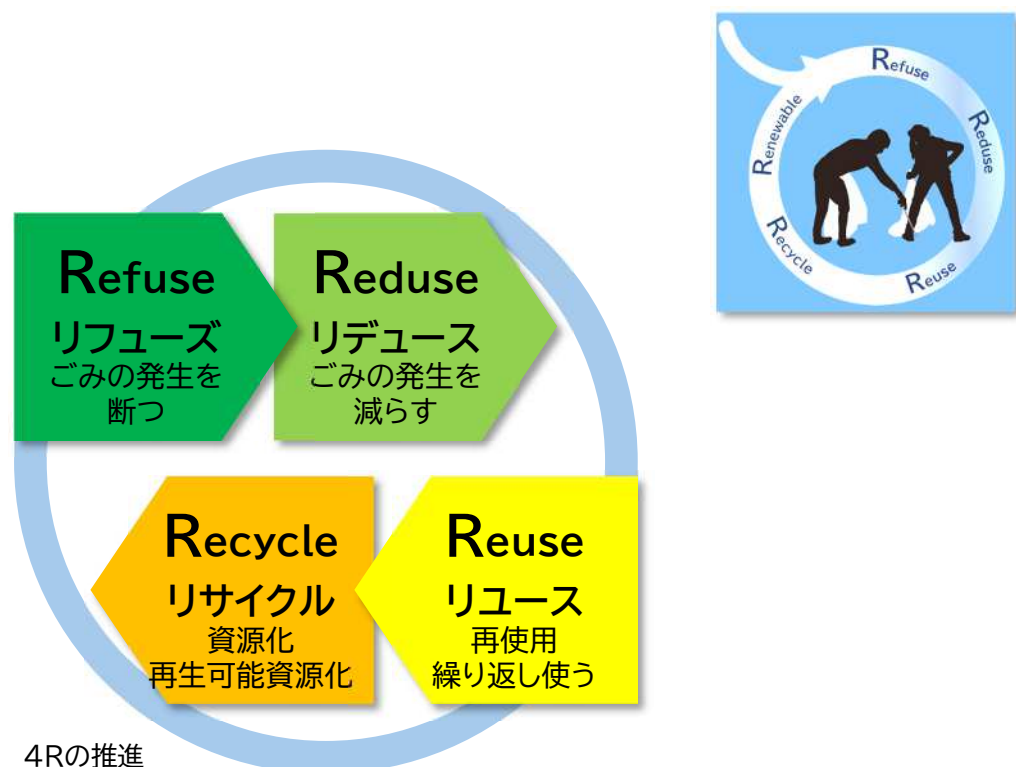 Refuse
リフューズ
ごみの発生を
断つ
Reduse
リデュース
ごみの発生を
減らす
Reuse
リユース
再使用
繰り返し使う
Recycle
リサイクル
資源化
再生可能資源化
4Rの推進
Refuse
Reduse
Reuse
Recycle
Renewable